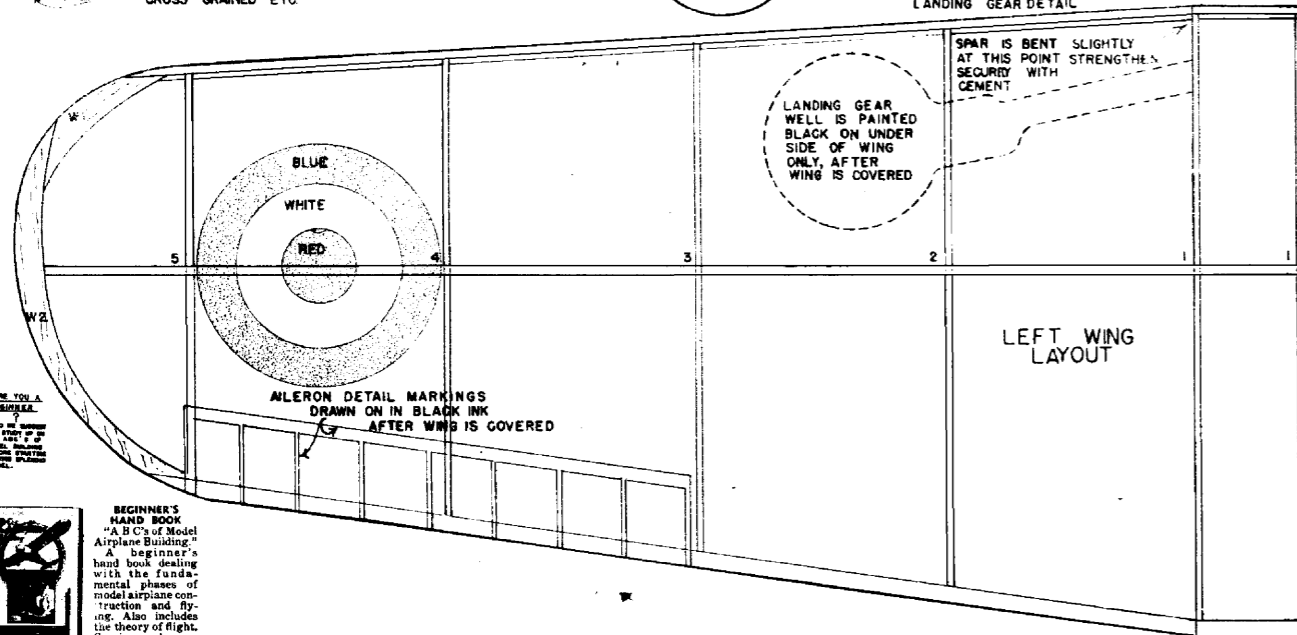 CROSS GRAINED ETC.
LANDING GEAR DETAIL
SPAR IS BENT SLIGHTLY
AT THIS POINT STRENGTHEN
SECURELY WITH
CEMENT
LANDING GEAR
WELL IS PAINTED
BLACK ON UNDER
SIDE OF WING
ONLY, AFTER
WING IS COVERED
W
BLUE
WHITE
RED
5
4
3
2
1
1
W2
LEFT WING
LAYOUT
AILERON DETAIL MARKINGS
DRAWN ON IN BLACK INK
AFTER WING IS COVERED
YOU A
BEGINNER
?
BEGINNER'S
HAND BOOK
"A B C's of Model
Airplane Building."
A beginner's
hand book dealing
with the funda-
mental phases of
model airplane con-
truction and fly-
ing. Also includes
the theory of flight.